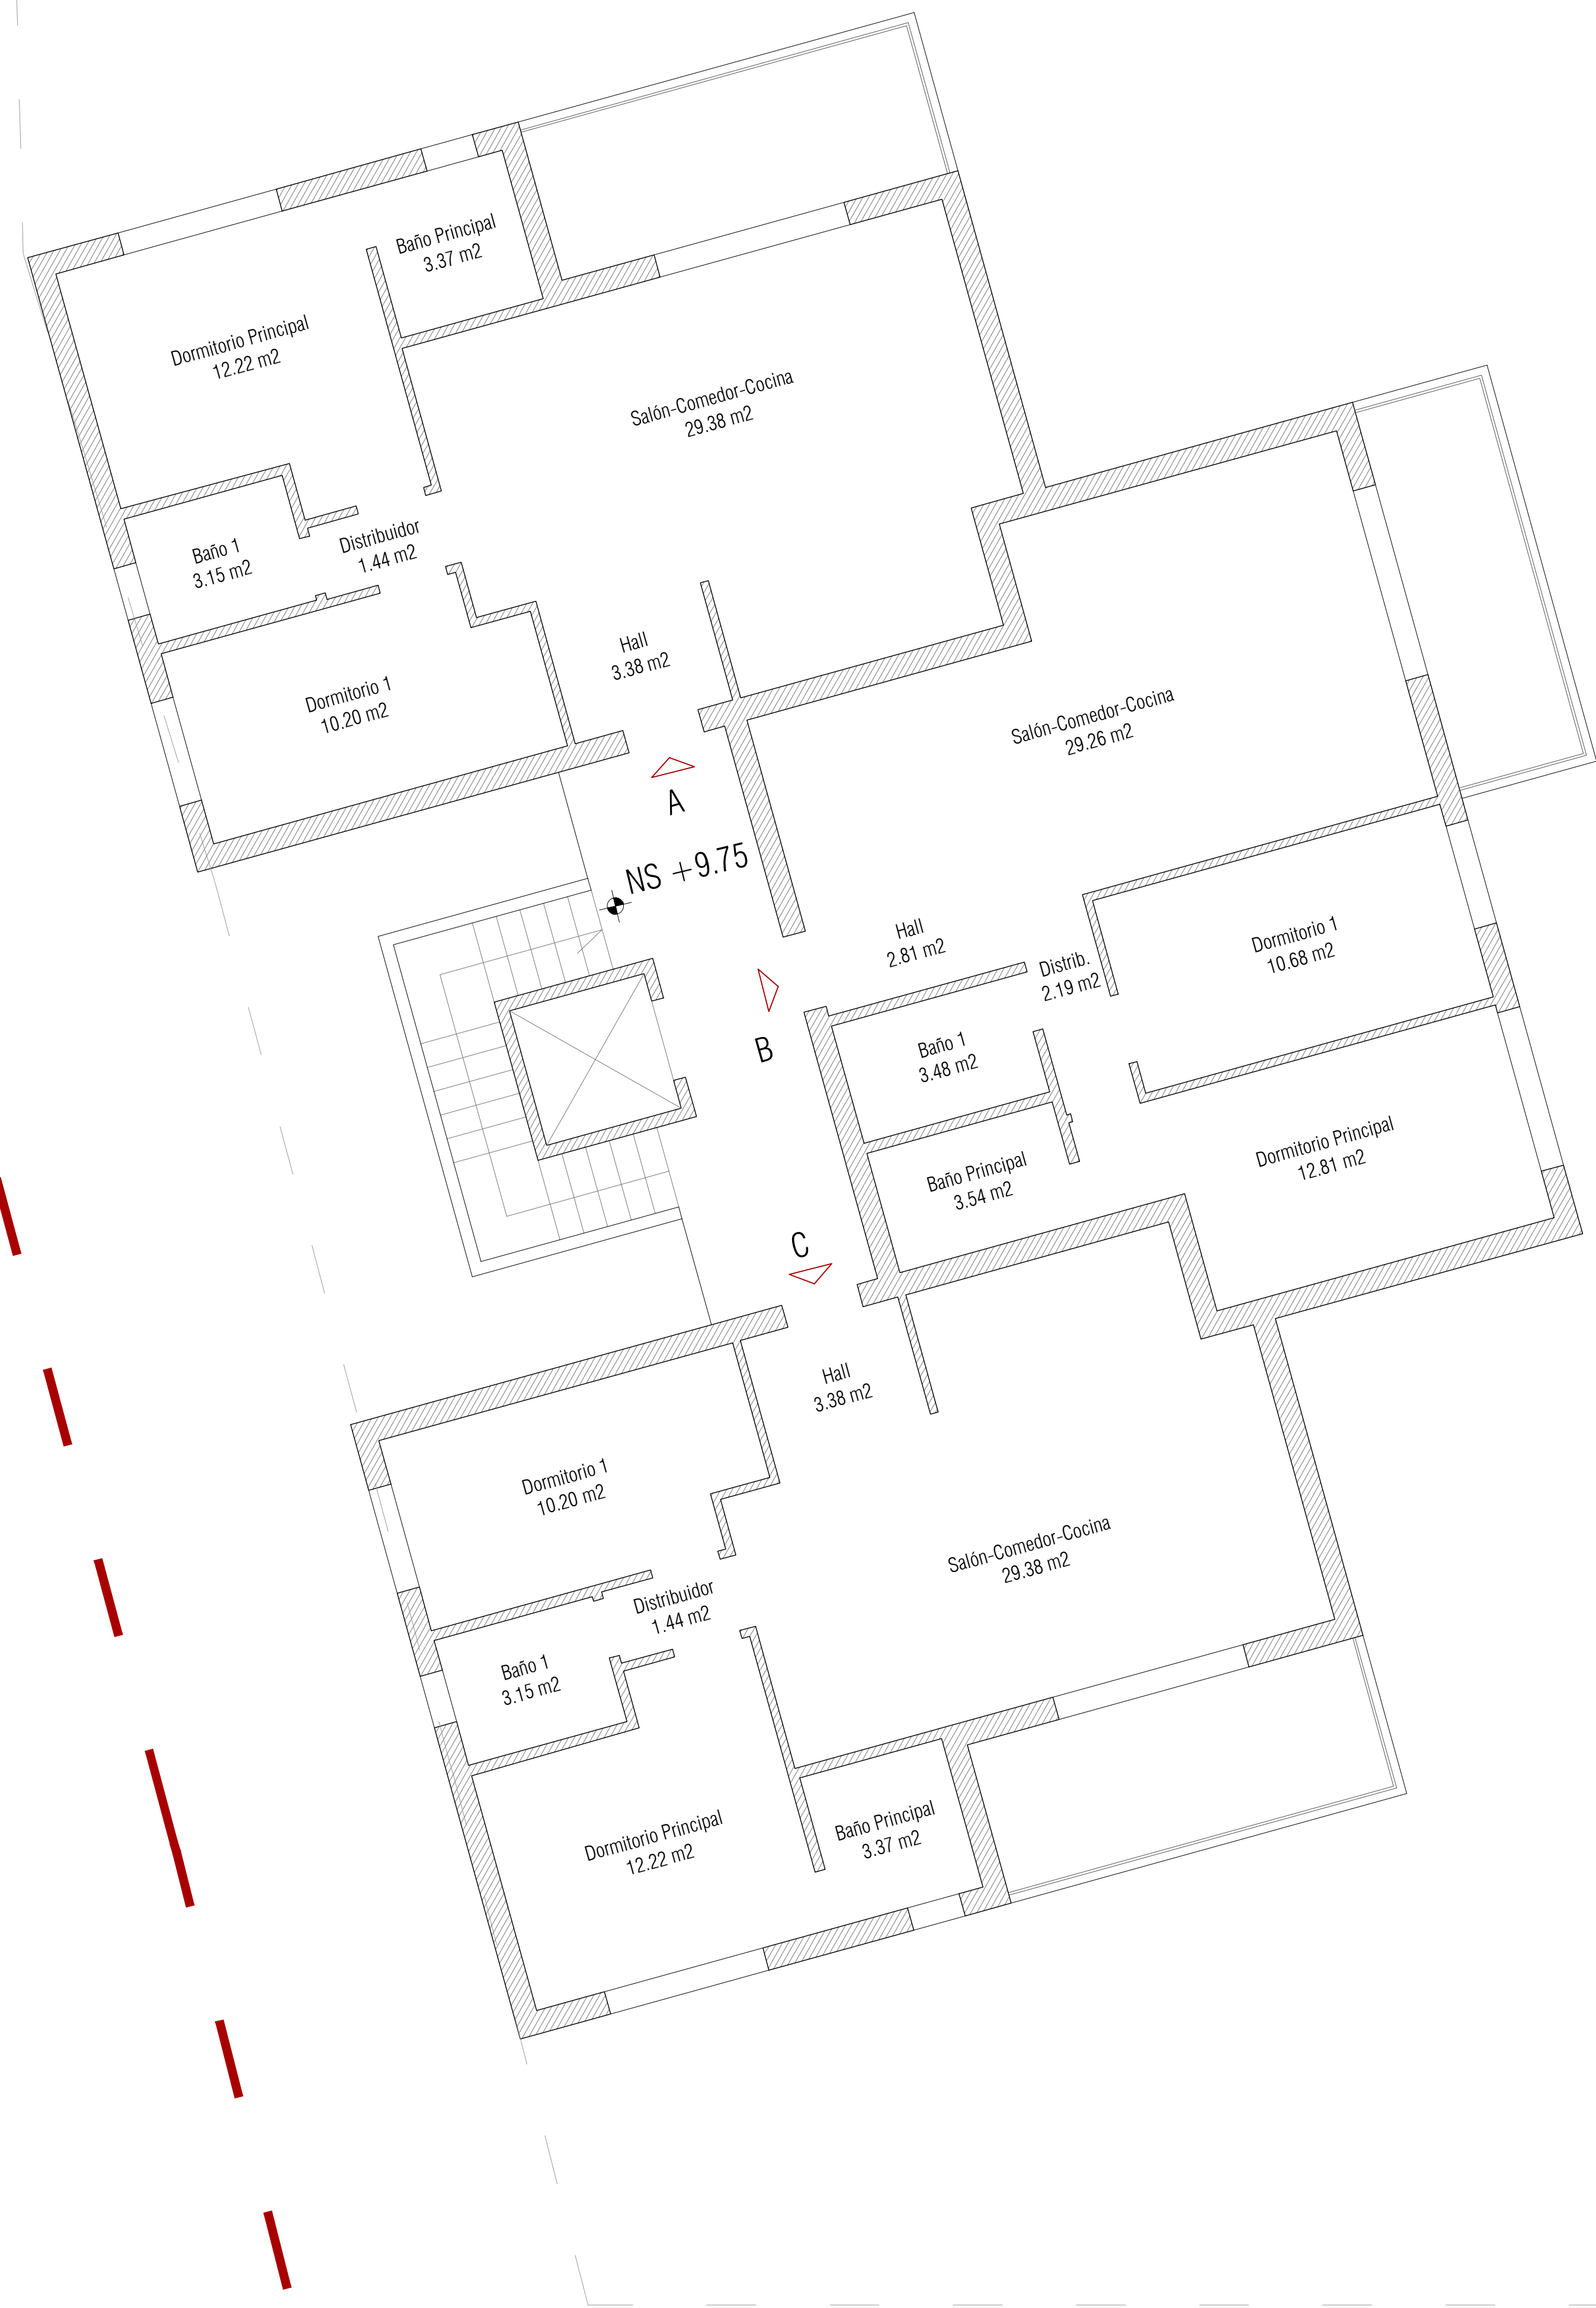 Baño Principal
3.37 m2
Dormitorio Principal
12.22 m2
Salón-Comedor-Cocina
29.38 m2
Baño 1
3.15 m2
Distribuidor
1.44 m2
Hall
3.38 m2
Dormitorio 1
10.20 m2
A
NS +9.75
Salón-Comedor-Cocina
29.26 m2
Hall
2.81 m2
Distrib.
2.19 m2
Dormitorio 1
10.68 m2
B
Baño 1
3.48 m2
Baño Principal
3.54 m2
Dormitorio Principal
12.81 m2
C
Hall
3.38 m2
Dormitorio 1
10.20 m2
Salón-Comedor-Cocina
29.38 m2
Distribuidor
1.44 m2
Baño 1
3.15 m2
Dormitorio Principal
12.22 m2
Baño Principal
3.37 m2